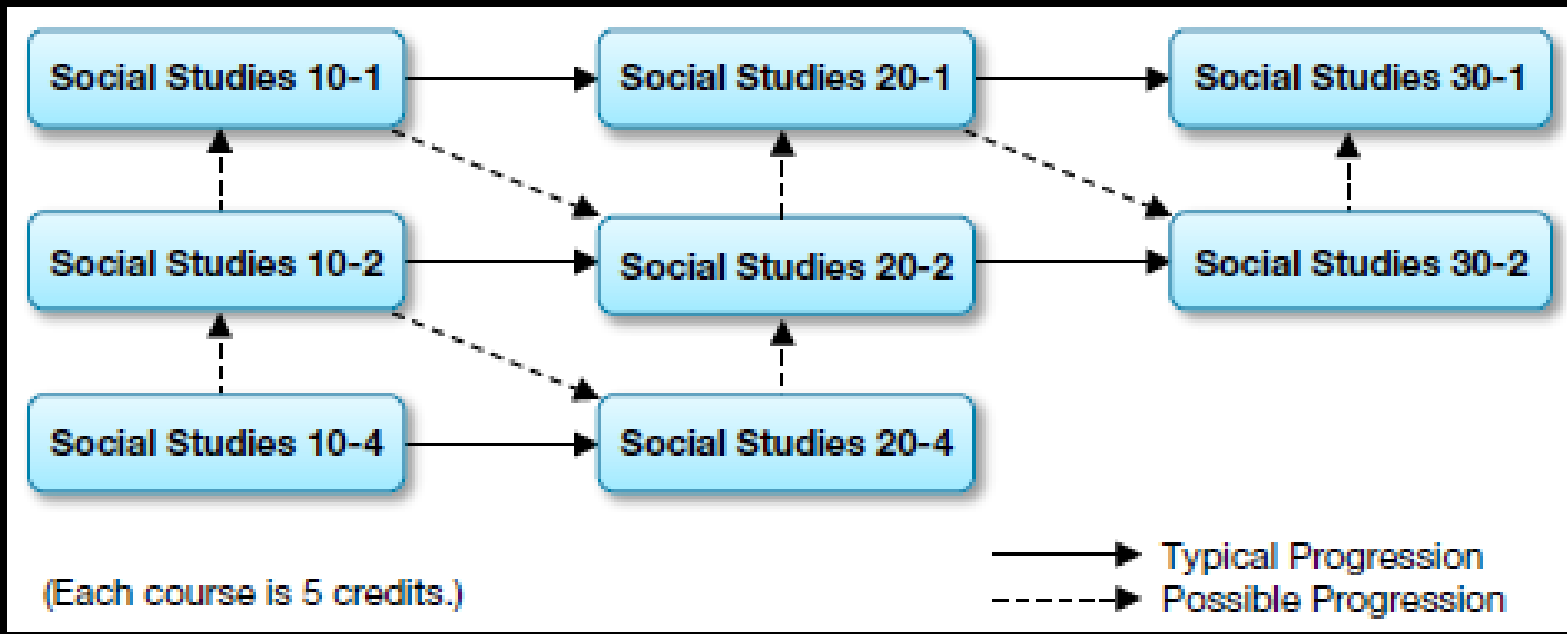 Social Studies 10-1
Social Studies 20-1
Social Studies 30-1
Social Studies 10-2
Social Studies 20-2
Social Studies 30-2
Social Studies 10-4
Social Studies 20-4
(Each course is 5 credits.)
Typical Progression
Possible Progression